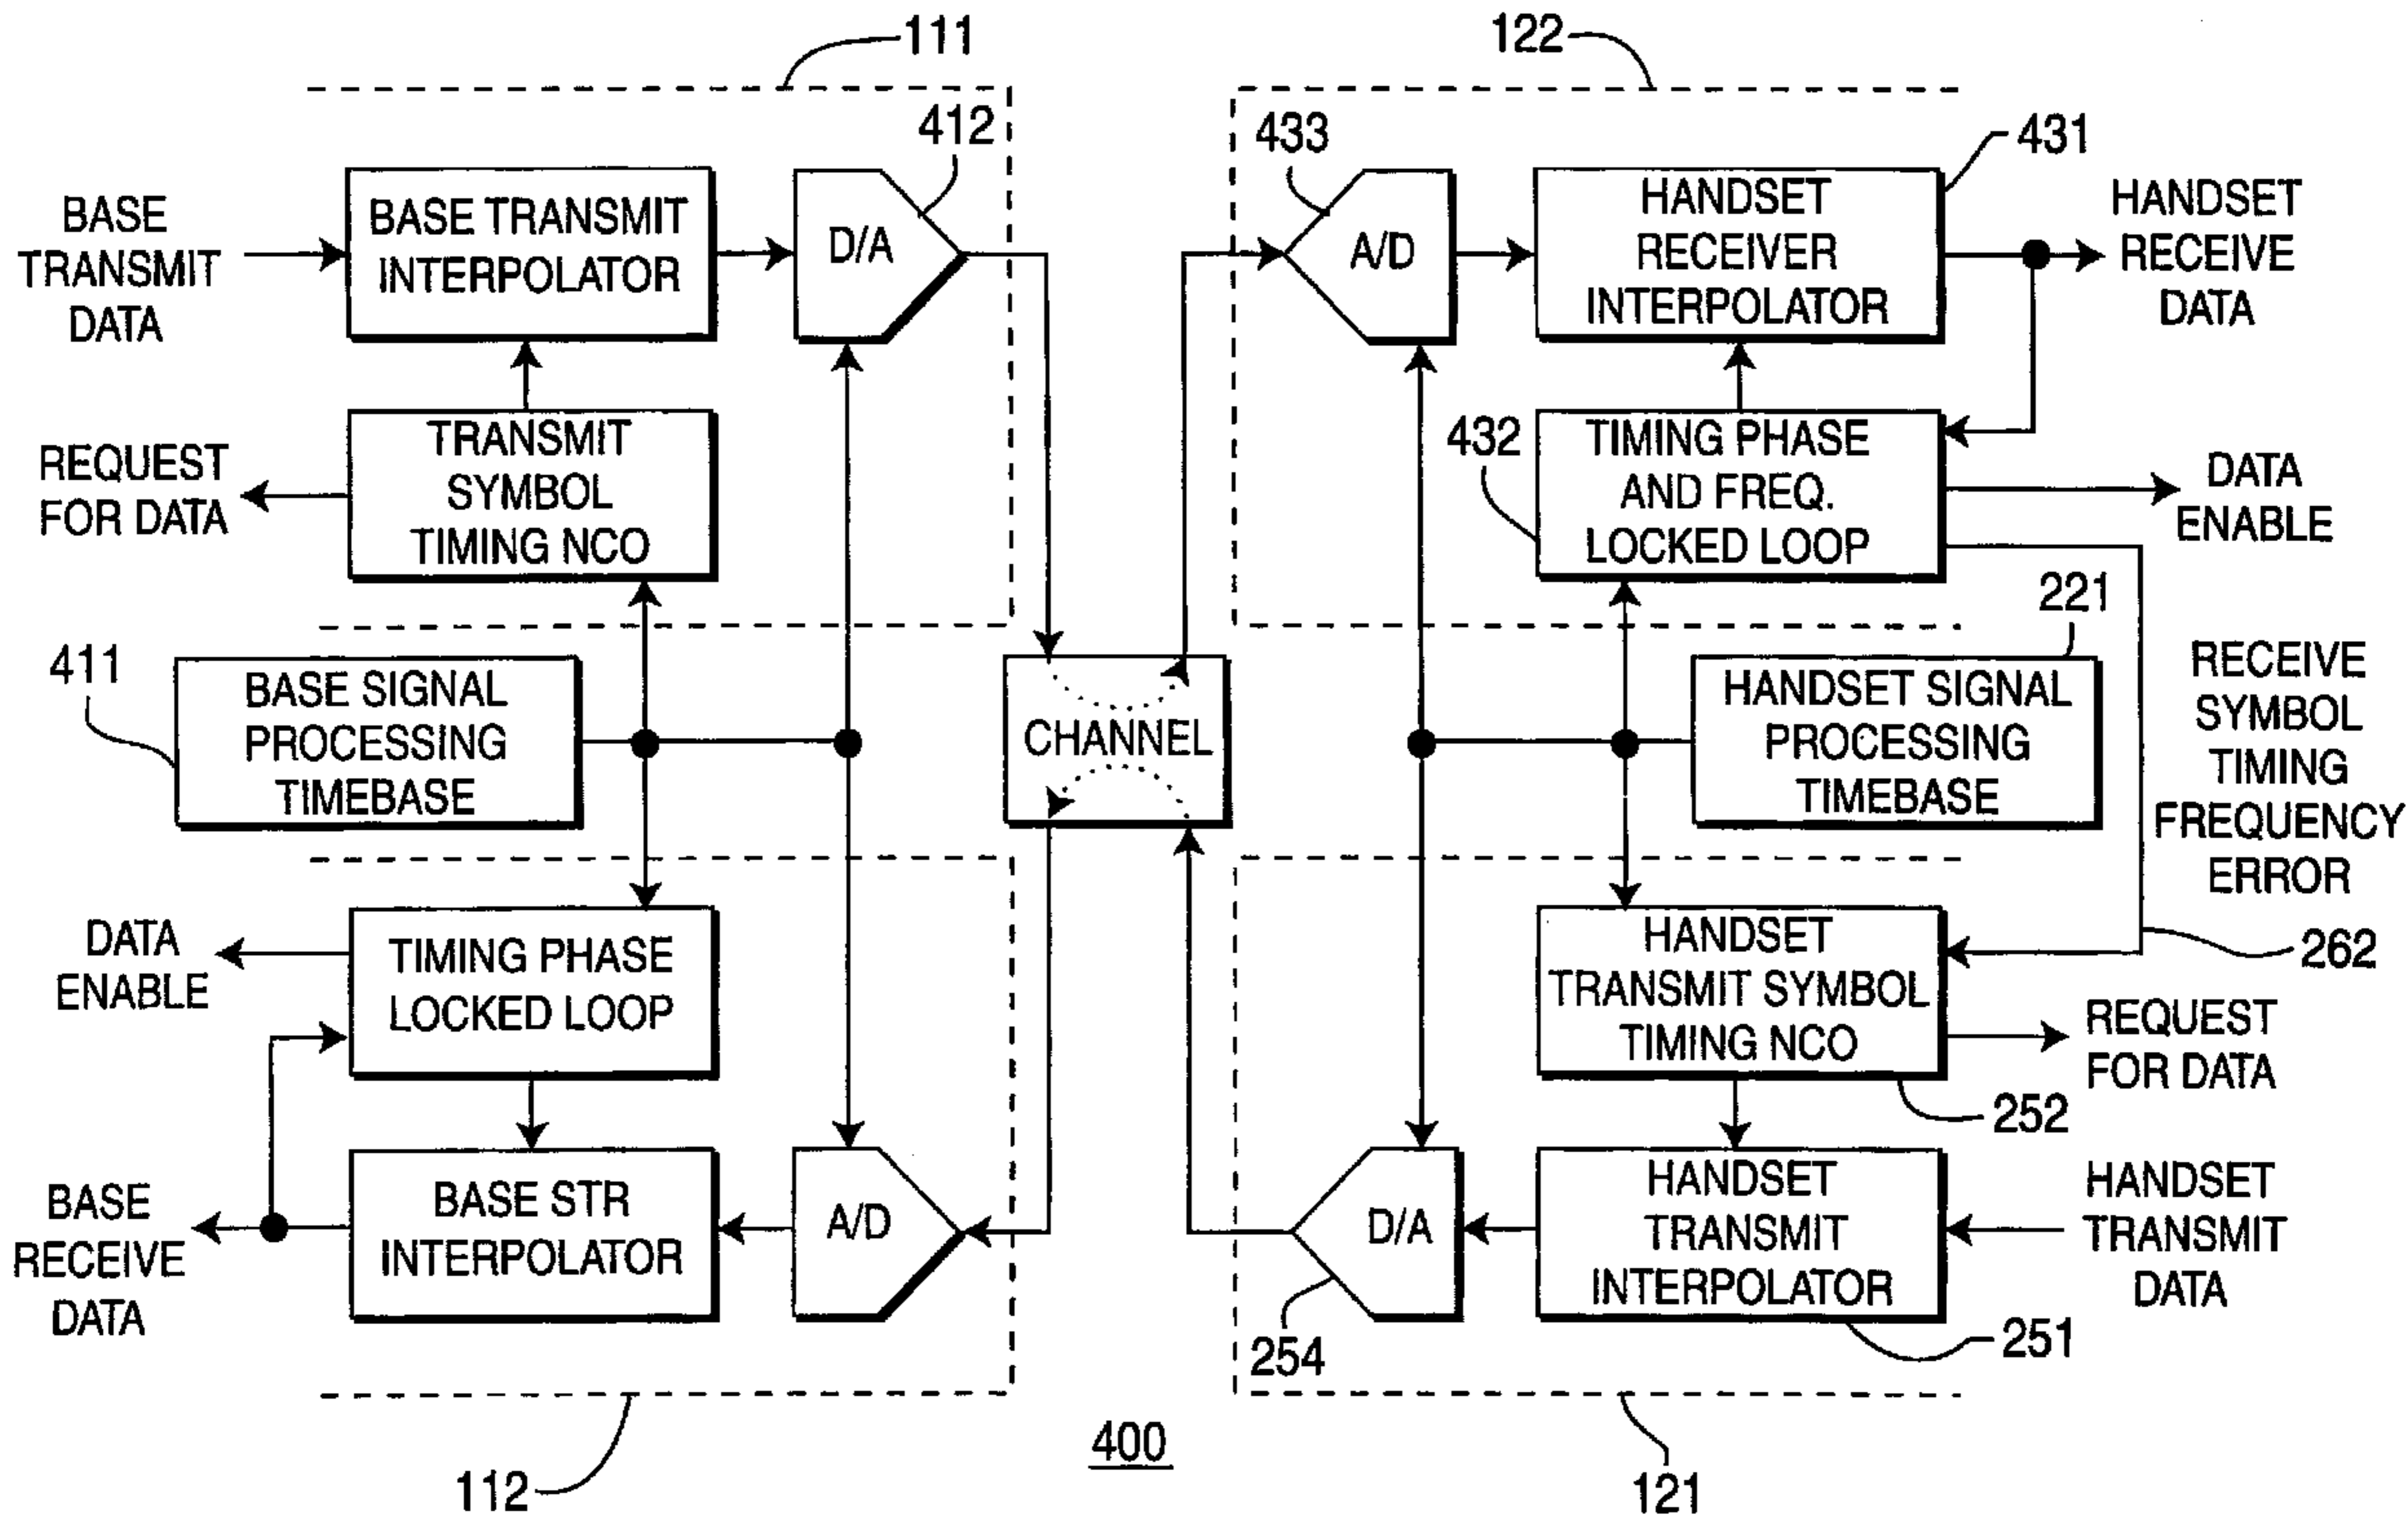 111
122
412
433
431
BASE
TRANSMIT
DATA
BASE TRANSMIT
INTERPOLATOR
D/A
A/D
HANDSET
RECEIVER
INTERPOLATOR
HANDSET
RECEIVE
DATA
REQUEST
FOR DATA
TRANSMIT
SYMBOL
TIMING NCO
432
TIMING PHASE
AND FREQ.
LOCKED LOOP
DATA
ENABLE
221
411
BASE SIGNAL
PROCESSING
TIMEBASE
CHANNEL
HANDSET SIGNAL
PROCESSING
TIMEBASE
RECEIVE
SYMBOL
TIMING
FREQUENCY
ERROR
DATA
ENABLE
TIMING PHASE
LOCKED LOOP
HANDSET
TRANSMIT SYMBOL
TIMING NCO
262
REQUEST
FOR DATA
252
BASE
RECEIVE
DATA
BASE STR
INTERPOLATOR
A/D
D/A
HANDSET
TRANSMIT
INTERPOLATOR
HANDSET
TRANSMIT
DATA
254
251
112
400
121